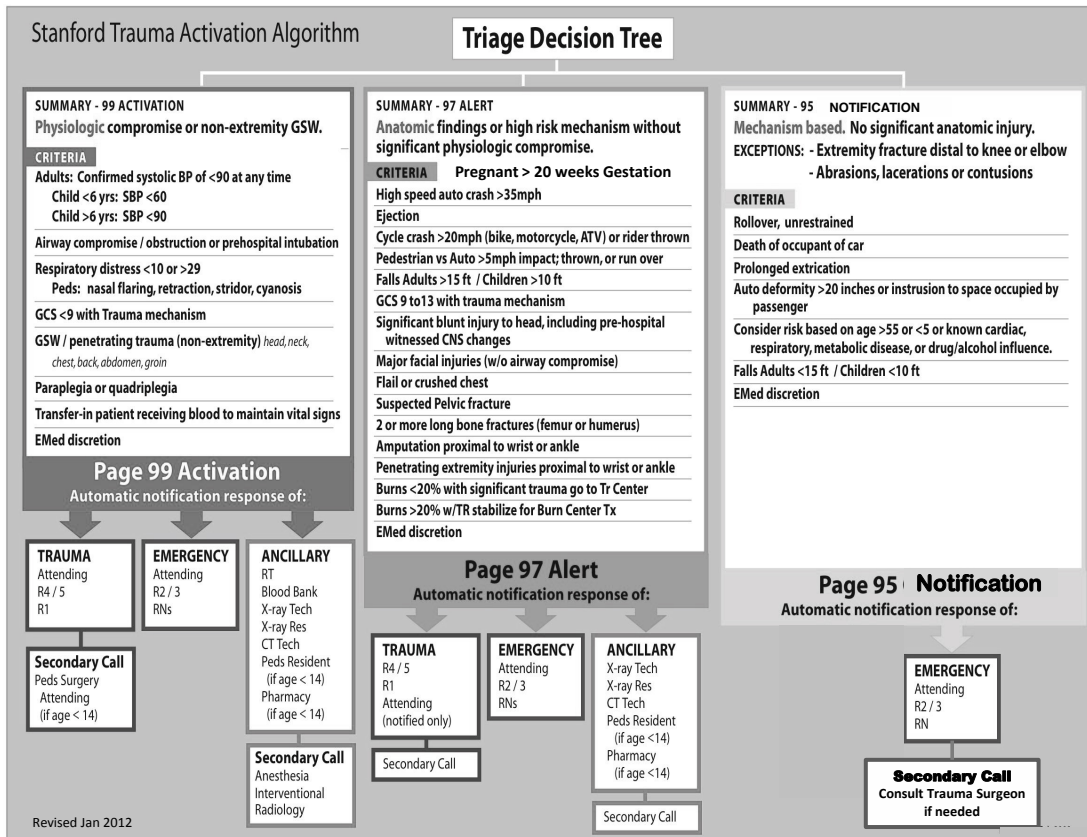 Stanford Trauma Activation Algorithm
Triage Decision Tree
SUMMARY - 99 ACTIVATION
Physiologic compromise or non-extremity GSW.
CRITERIA
Adults: Confirmed systolic BP of <90 at any time
Child <6 yrs: SBP <60
Child >6 yrs: SBP <90
Airway compromise / obstruction or prehospital intubation
Respiratory distress <10 or >29
Peds: nasal flaring, retraction, stridor, cyanosis
GCS <9 with Trauma mechanism
GSW / penetrating trauma (non-extremity) head, neck,
chest, back, abdomen, groin
Paraplegia or quadriplegia
Transfer-in patient receiving blood to maintain vital signs
EMed discretion
Page 99 Activation
Automatic notification response of:
TRAUMA
Attending
R4 / 5
R1
Secondary Call
Peds Surgery
Attending
(if age < 14)
EMERGENCY
Attending
R2 / 3
RNs
ANCILLARY
RT
Blood Bank
X-ray Tech
X-ray Res
CT Tech
Peds Resident
(if age < 14)
Pharmacy
(if age < 14)
Secondary Call
Anesthesia
Interventional
Radiology
SUMMARY - 97 ALERT
Anatomic findings or high risk mechanism without
significant physiologic compromise.
CRITERIA Pregnant > 20 weeks Gestation
High speed auto crash >35mph
Ejection
Cycle crash >20mph (bike, motorcycle, ATV) or rider thrown
Pedestrian vs Auto >5mph impact; thrown, or run over
Falls Adults >15 ft / Children >10 ft
GCS 9 to13 with trauma mechanism
Significant blunt injury to head, including pre-hospital
witnessed CNS changes
Major facial injuries (w/o airway compromise)
Flail or crushed chest
Suspected Pelvic fracture
2 or more long bone fractures (femur or humerus)
Amputation proximal to wrist or ankle
Penetrating extremity injuries proximal to wrist or ankle
Burns <20% with significant trauma go to Tr Center
Burns >20% w/TR stabilize for Burn Center Tx
EMed discretion
Page 97 Alert
Automatic notification response of:
TRAUMA
R4 / 5
R1
Attending
(notified only)
Secondary Call
EMERGENCY
Attending
R2 / 3
RNs
ANCILLARY
X-ray Tech
X-ray Res
CT Tech
Peds Resident
(if age <14)
Pharmacy
(if age <14)
Secondary Call
SUMMARY - 95 NOTIFICATION
Mechanism based. No significant anatomic injury.
EXCEPTIONS: - Extremity fracture distal to knee or elbow
- Abrasions, lacerations or contusions
CRITERIA
Rollover, unrestrained
Death of occupant of car
Prolonged extrication
Auto deformity >20 inches or instrusion to space occupied by
passenger
Consider risk based on age >55 or <5 or known cardiac,
respiratory, metabolic disease, or drug/alcohol influence.
Falls Adults <15 ft / Children <10 ft
EMed discretion
Page 95 Notification
Automatic notification response of:
EMERGENCY
Attending
R2 / 3
RN
Secondary Call
Consult Trauma Surgeon
if needed
Revised Jan 2012